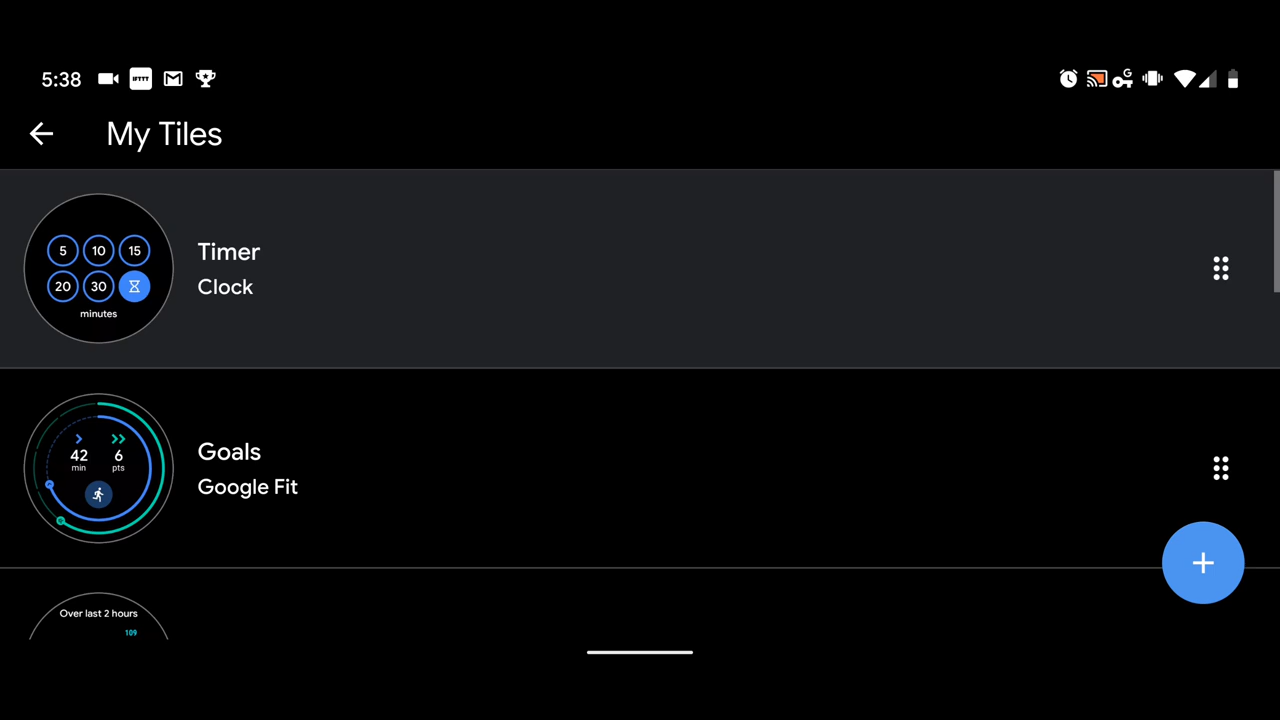 5:38 IFTTT G
My Tiles
5 10 15
20 30
minutes
Timer
Clock
42 6
min pts
Goals
Google Fit
Over last 2 hours
109